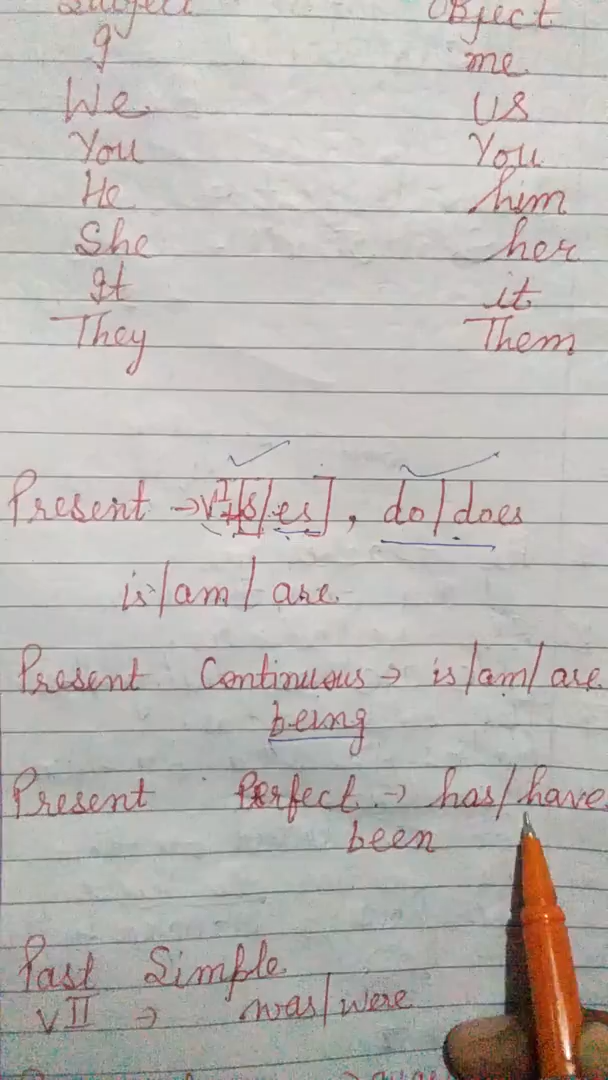 Subject Object
I me
We us
You You
He him
She her
It it
They Them
Present → V¹+[s/es], do/does
is/am/are
Present Continuous → is/am/are
being
Present Perfect → has/have
been
Past Simple
VII → was/were